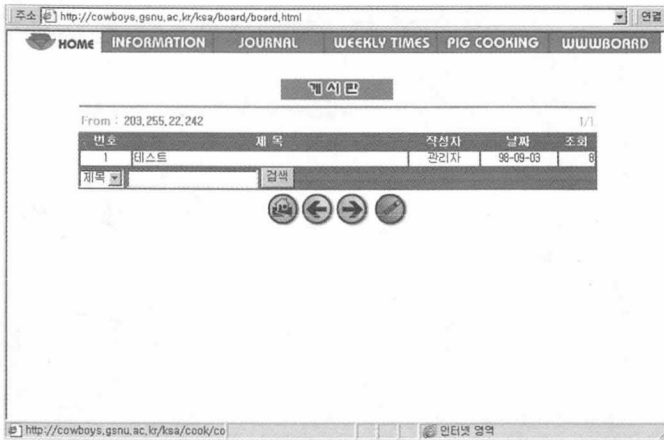 주소 http://cowboys.gsnu.ac.kr/ksa/board/board.html 연결
HOME INFORMATION JOURNAL WEEKLY TIMES PIG COOKING WWWBOARD
게시판
From : 203,255,22,242 1/1
번호 제 목 작성자 날짜 조회
1 테스트 관리자 98-09-03 8
제목 검색
http://cowboys.gsnu.ac.kr/ksa/cook/co 인터넷 영역